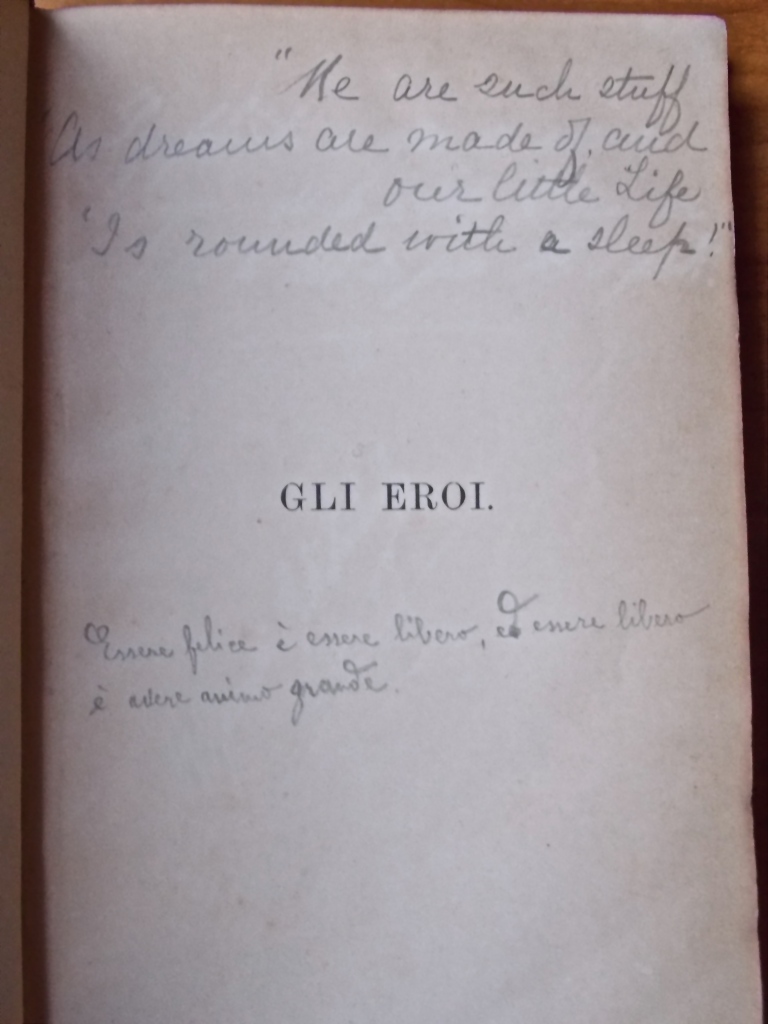 "We are such stuff
'As dreams are made of, and
our little Life
'Is rounded with a sleep!"
GLI EROI.
Essere felice è essere libero, ed essere libero
è avere animo grande.